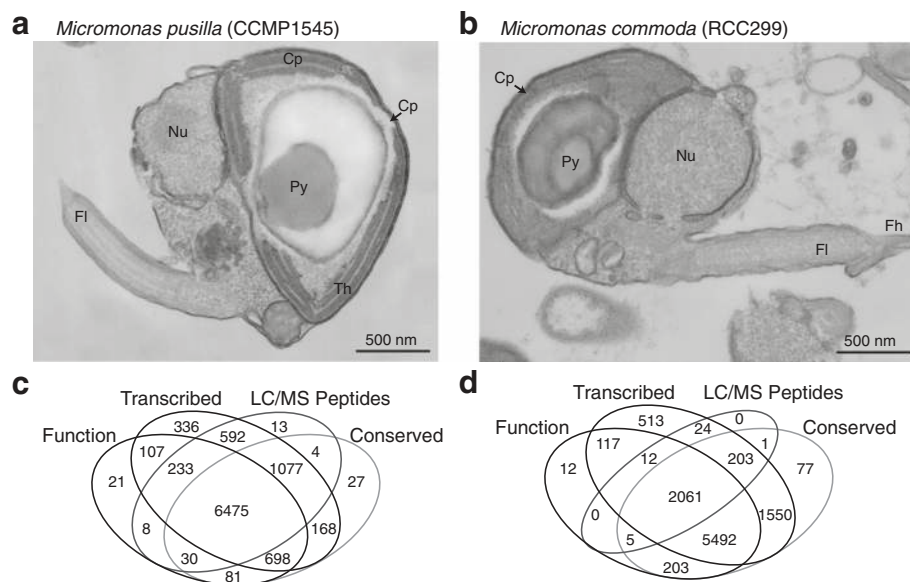 a Micromonas pusilla (CCMP1545)
Cp
Cp
Nu
Py
Fl
Th
500 nm
b Micromonas commoda (RCC299)
Cp
Py
Nu
Fh
Fl
500 nm
c
Transcribed LC/MS Peptides
Function Conserved
336 592 13
107 4
233 1077
21 27
6475
8 168
30 698
81
d
Transcribed LC/MS Peptides
Function Conserved
513 24 0
117 1
12 12 203 77
2061
0 1550
5 5492
203